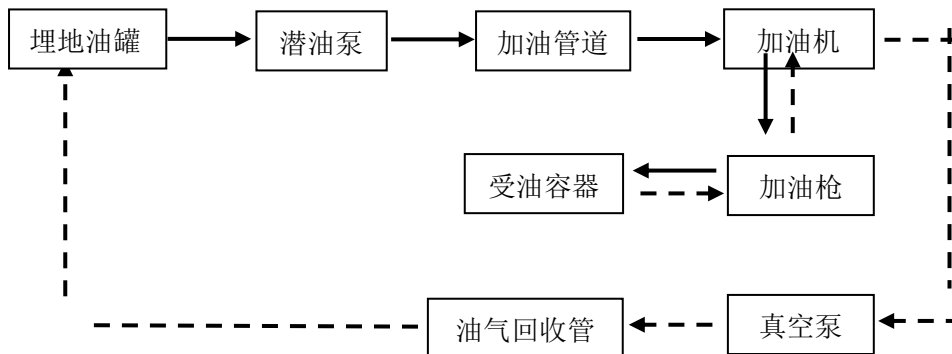 埋地油罐
潜油泵
加油管道
加油机
受油容器
加油枪
油气回收管
真空泵